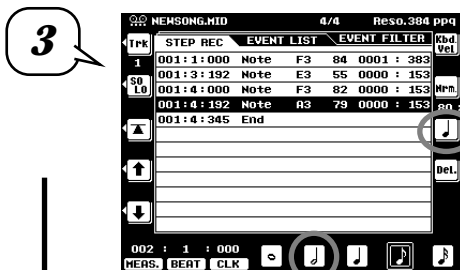 3
NEWSONG.MID 4/4 Reso.384 ppq
Trk STEP REC EVENT LIST EVENT FILTER Kbd. Vel
1
001:1:000 Note F3 84 0001 : 383
001:3:192 Note E3 55 0000 : 153
SO LO 001:4:000 Note F3 82 0000 : 153 Nrm.
001:4:192 Note A3 79 0000 : 153 80
001:4:345 End
Del.
002 : 1 : 000
MEAS. BEAT CLK